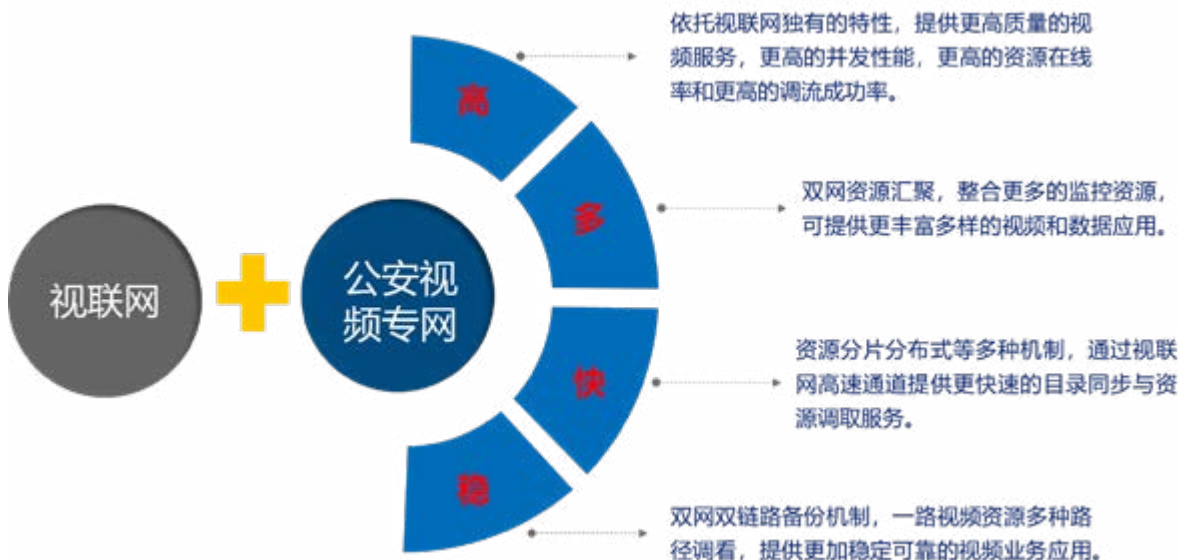 视联网
公安视
频专网
高
依托视联网独有的特性，提供更高质量的视
频服务，更高的并发性能，更高的资源在线
率和更高的调流成功率。
多
双网资源汇聚，整合更多的监控资源，
可提供更丰富多样的视频和数据应用。
快
资源分片分布式等多种机制，通过视联
网高速通道提供更快速的目录同步与资
源调取服务。
稳
双网双链路备份机制，一路视频资源多种路
径调看，提供更加稳定可靠的视频业务应用。